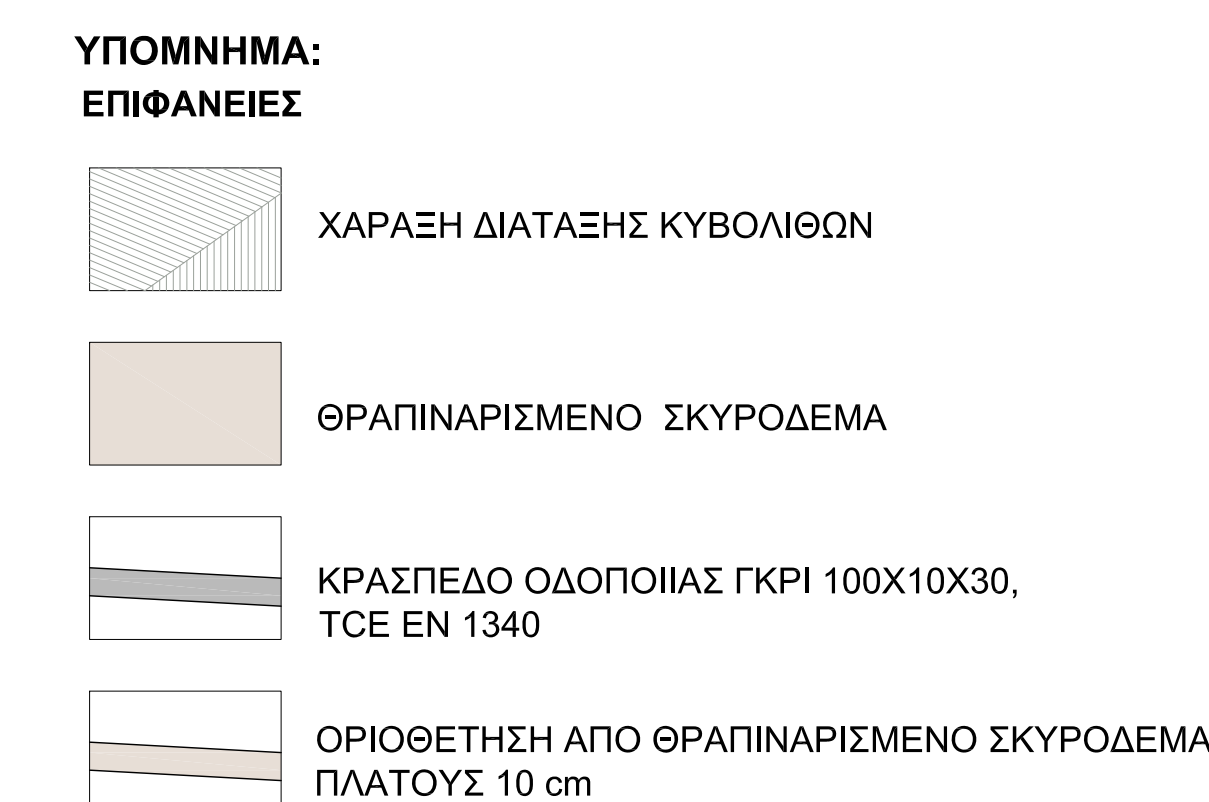 ΥΠΟΜΝΗΜΑ:
ΕΠΙΦΑΝΕΙΕΣ
ΧΑΡΑΞΗ ΔΙΑΤΑΞΗΣ ΚΥΒΟΛΙΘΩΝ
ΘΡΑΠΙΝΑΡΙΣΜΕΝΟ ΣΚΥΡΟΔΕΜΑ
ΚΡΑΣΠΕΔΟ ΟΔΟΠΟΙΙΑΣ ΓΚΡΙ 100Χ10Χ30,
TCE EN 1340
ΟΡΙΟΘΕΤΗΣΗ ΑΠΟ ΘΡΑΠΙΝΑΡΙΣΜΕΝΟ ΣΚΥΡΟΔΕΜΑ
ΠΛΑΤΟΥΣ 10 cm